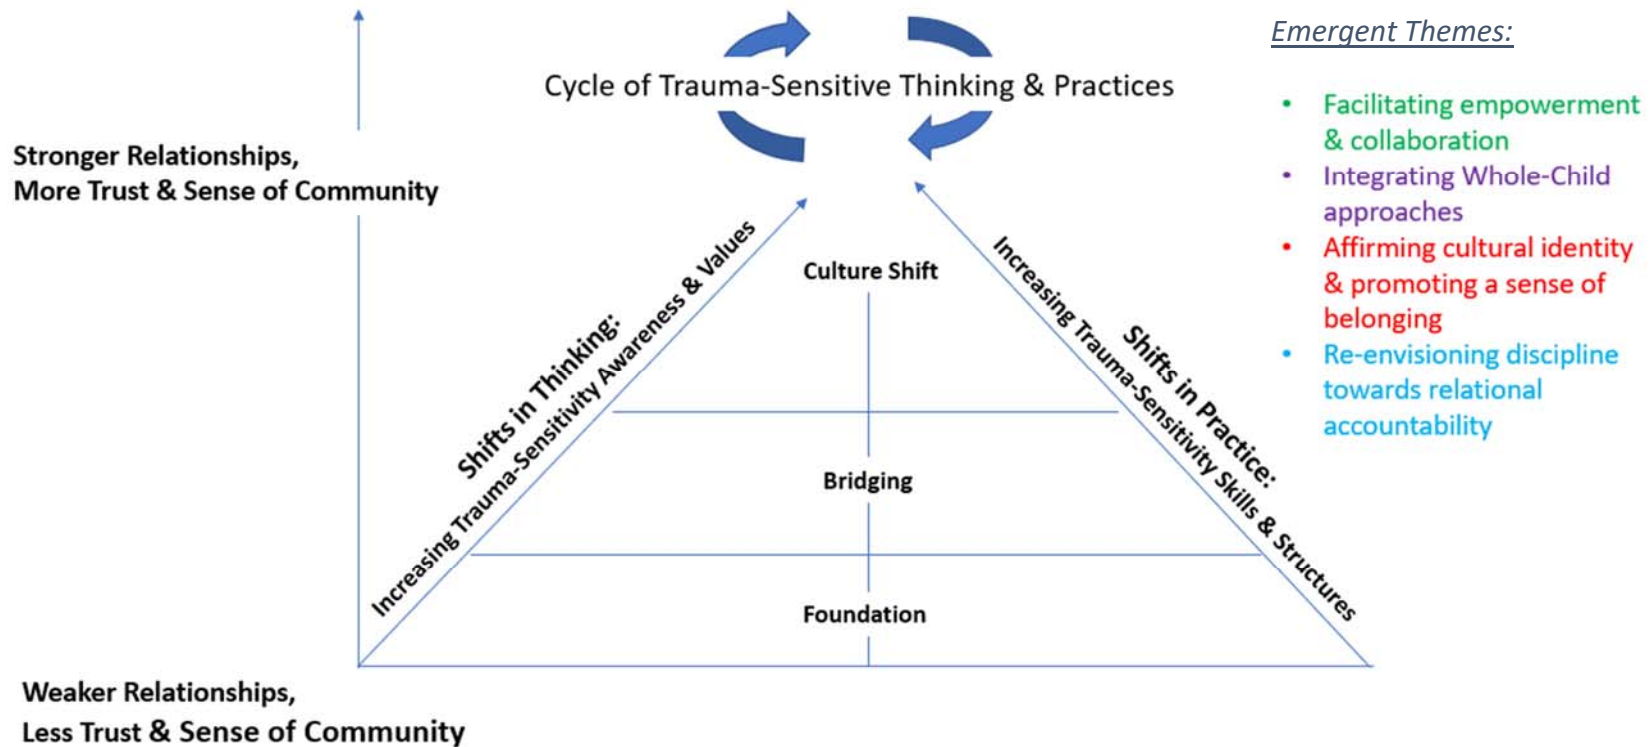 Cycle of Trauma-Sensitive Thinking & Practices
Stronger Relationships,
More Trust & Sense of Community
Shifts in Thinking:
Increasing Trauma-Sensitivity Awareness & Values
Culture Shift
Bridging
Foundation
Shifts in Practice:
Increasing Trauma-Sensitivity Skills & Structures
Weaker Relationships,
Less Trust & Sense of Community
Emergent Themes:
• Facilitating empowerment
& collaboration
• Integrating Whole-Child
approaches
• Affirming cultural identity
& promoting a sense of
belonging
• Re-envisioning discipline
towards relational
accountability